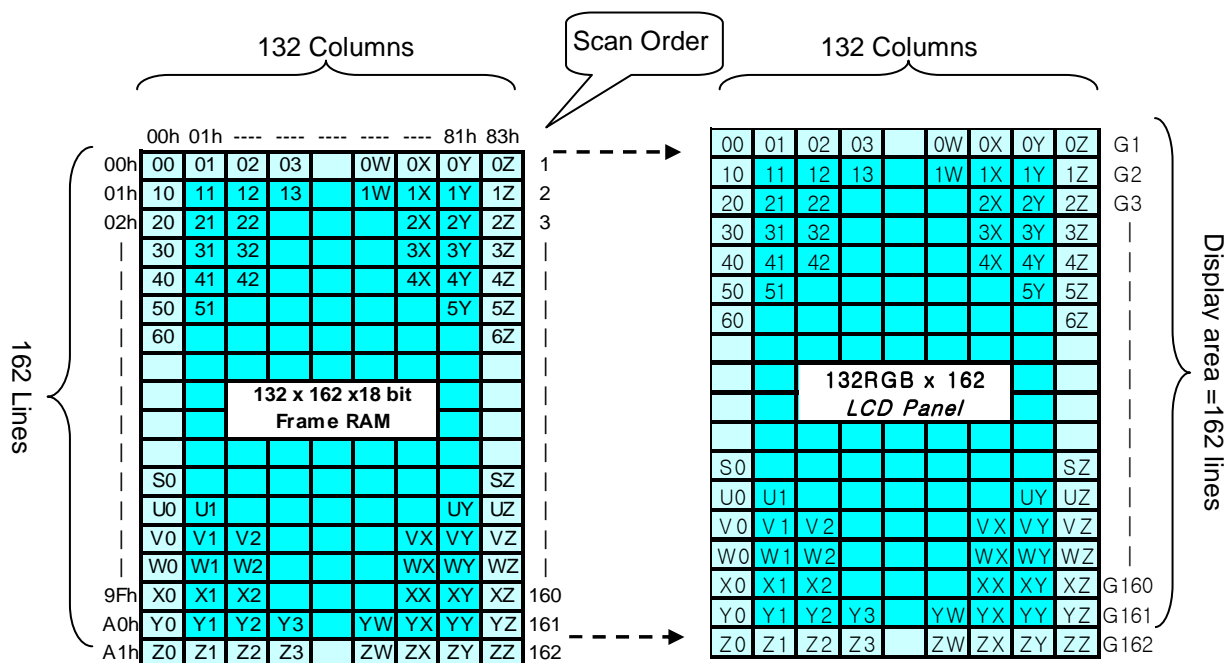 132 Columns
Scan Order
132 Columns
00h 01h ---- ---- ---- ---- ---- 81h 83h
00h 00 01 02 03 0W 0X 0Y 0Z 1
01h 10 11 12 13 1W 1X 1Y 1Z 2
02h 20 21 22 2X 2Y 2Z 3
30 31 32 3X 3Y 3Z
40 41 42 4X 4Y 4Z
50 51 5Y 5Z
60 6Z
132 x 162 x18 bit
Frame RAM
S0 SZ
U0 U1 UY UZ
V0 V1 V2 VX VY VZ
W0 W1 W2 WX WY WZ
9Fh X0 X1 X2 XX XY XZ 160
A0h Y0 Y1 Y2 Y3 YW YX YY YZ 161
A1h Z0 Z1 Z2 Z3 ZW ZX ZY ZZ 162
162 Lines
00 01 02 03 0W 0X 0Y 0Z G1
10 11 12 13 1W 1X 1Y 1Z G2
20 21 22 2X 2Y 2Z G3
30 31 32 3X 3Y 3Z
40 41 42 4X 4Y 4Z
50 51 5Y 5Z
60 6Z
132RGB x 162
LCD Panel
S0 SZ
U0 U1 UY UZ
V0 V1 V2 VX VY VZ
W0 W1 W2 WX WY WZ
X0 X1 X2 XX XY XZ G160
Y0 Y1 Y2 Y3 YW YX YY YZ G161
Z0 Z1 Z2 Z3 ZW ZX ZY ZZ G162
Display area =162 lines